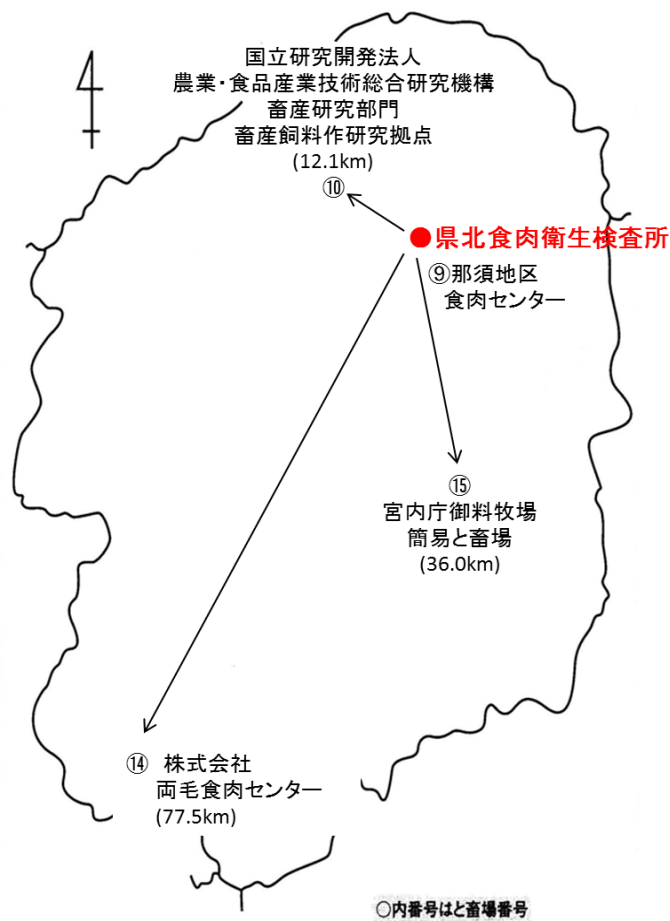 国立研究開発法人
農業・食品産業技術総合研究機構
畜産研究部門
畜産飼料作研究拠点
(12.1km)
⑩
●県北食肉衛生検査所
⑨那須地区
食肉センター
⑮
宮内庁御料牧場
簡易と畜場
(36.0km)
⑭ 株式会社
両毛食肉センター
(77.5km)
○内番号はと畜場番号